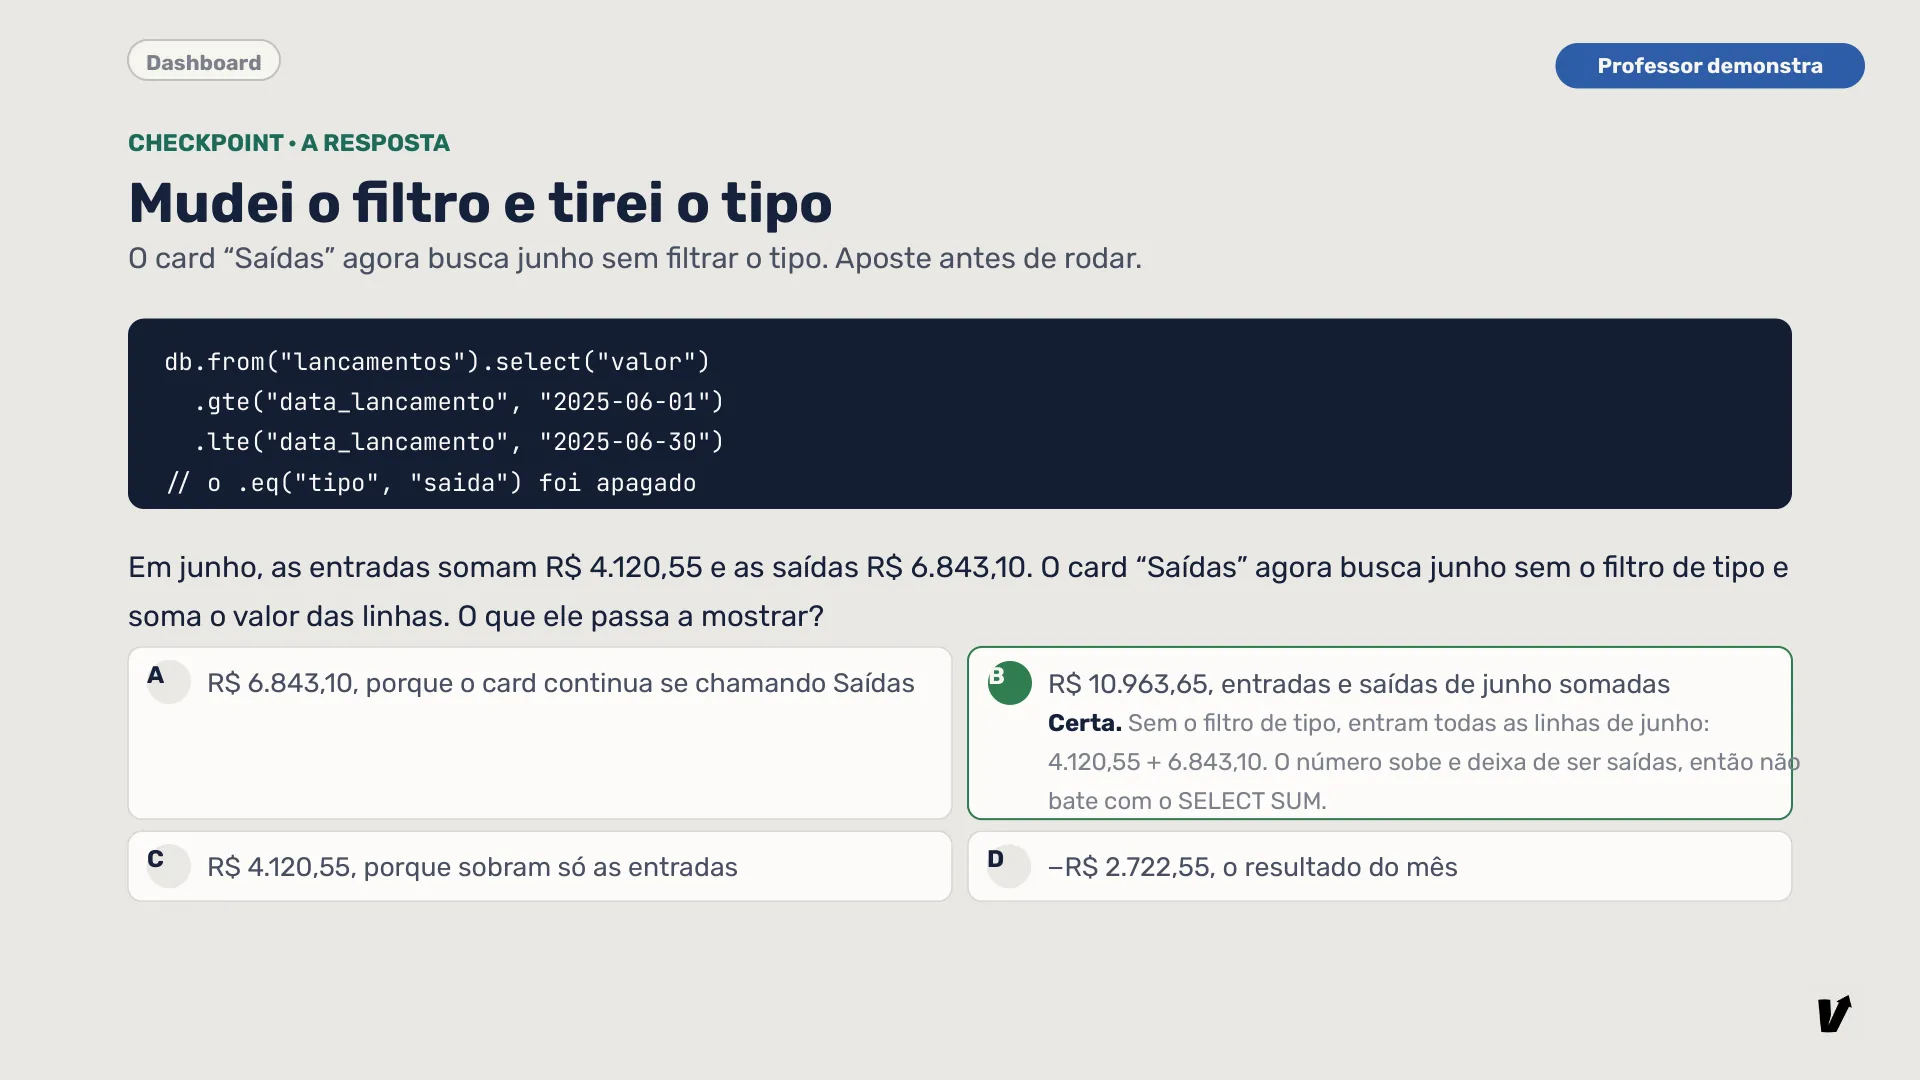 Dashboard
Professor demonstra
CHECKPOINT • A RESPOSTA
Mudei o filtro e tirei o tipo
O card “Saídas” agora busca junho sem filtrar o tipo. Aposte antes de rodar.
db.from("lancamentos").select("valor")
  .gte("data_lancamento", "2025-06-01")
  .lte("data_lancamento", "2025-06-30")
// o .eq("tipo", "saida") foi apagado
Em junho, as entradas somam R$ 4.120,55 e as saídas R$ 6.843,10. O card “Saídas” agora busca junho sem o filtro de tipo e
soma o valor das linhas. O que ele passa a mostrar?
A R$ 6.843,10, porque o card continua se chamando Saídas
B R$ 10.963,65, entradas e saídas de junho somadas
Certa. Sem o filtro de tipo, entram todas as linhas de junho:
4.120,55 + 6.843,10. O número sobe e deixa de ser saídas, então não
bate com o SELECT SUM.
C R$ 4.120,55, porque sobram só as entradas
D −R$ 2.722,55, o resultado do mês